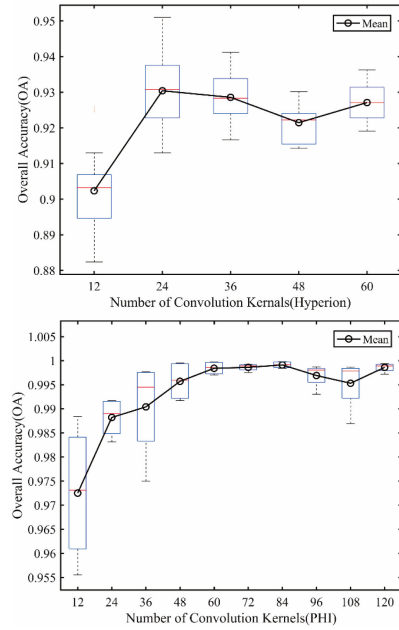 0.95
0.94
0.93
0.92
0.91
0.9
0.89
0.88
Overall Accuracy(OA)
Mean
12 24 36 48 60
Number of Convolution Kernals(Hyperion)
1.005
1
0.995
0.99
0.985
0.98
0.975
0.97
0.965
0.96
0.955
Overall Accuracy(OA)
Mean
12 24 36 48 60 72 84 96 108 120
Number of Convolution Kernels(PHI)